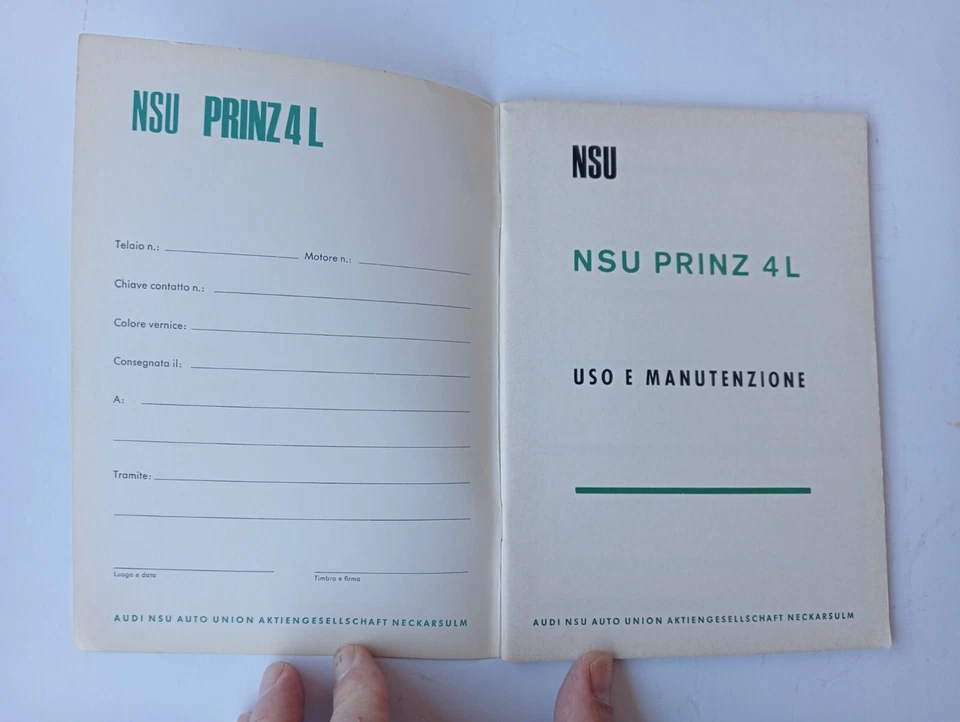 NSU PRINZ 4 L
Telaio n.: Motore n.:
Chiave contatto n.:
Colore vernice:
Consegnata il:
A:
Tramite:
Luogo e data Timbro e firma
AUDI NSU AUTO UNION AKTIENGESELLSCHAFT NECKARSULM
NSU
NSU PRINZ 4 L
USO E MANUTENZIONE
AUDI NSU AUTO UNION AKTIENGESELLSCHAFT NECKARSULM